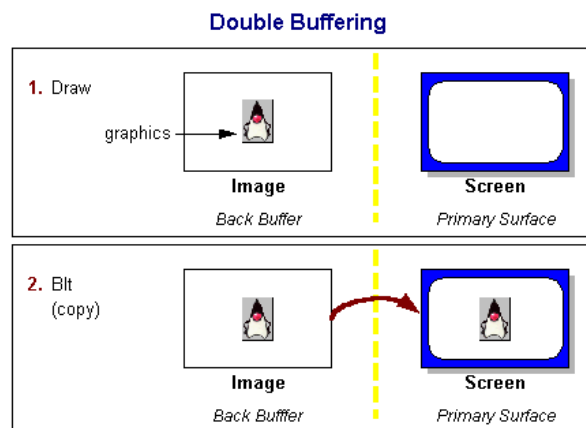 Double Buffering
1. Draw
graphics
Image
Screen
Back Buffer
Primary Surface
2. Blt
(copy)
Image
Screen
Back Bufffer
Primary Surface